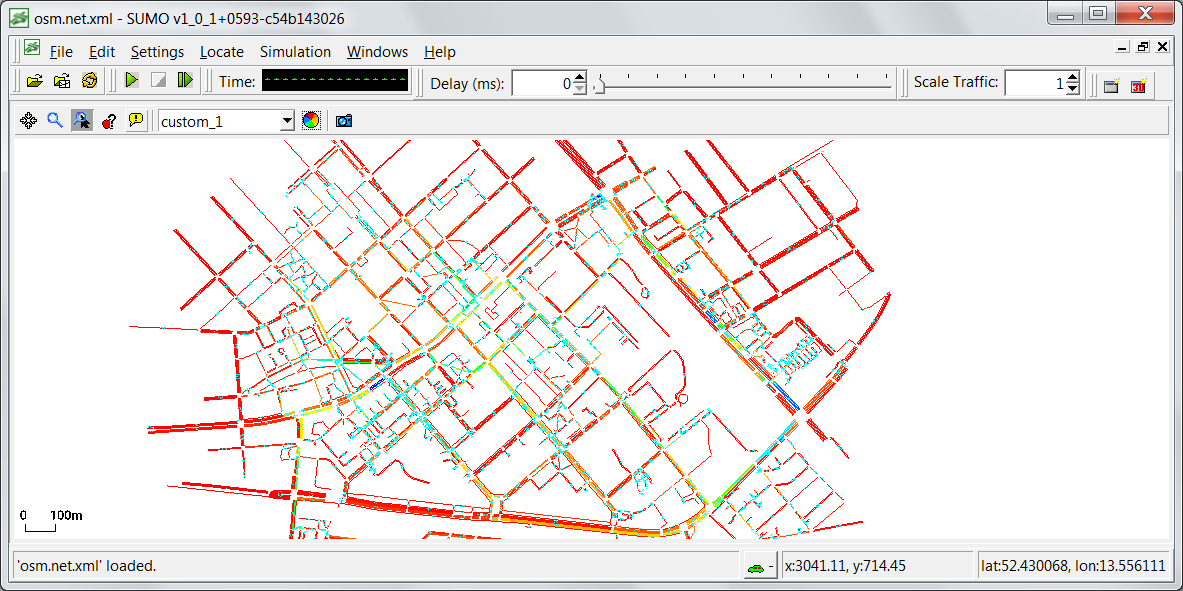 osm.net.xml - SUMO v1_0_1+0593-c54b143026
File Edit Settings Locate Simulation Windows Help
Time: Delay (ms): 0 Scale Traffic: 1
custom_1
0 100m
'osm.net.xml' loaded. - x:3041.11, y:714.45 lat:52.430068, lon:13.556111